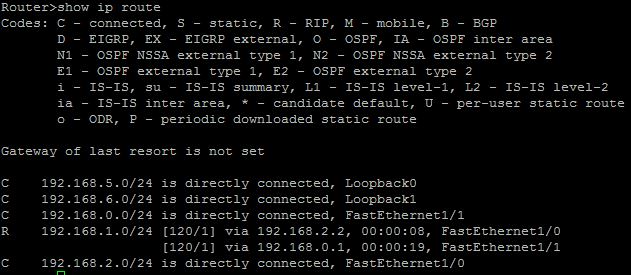 Router>show ip route
Codes: C - connected, S - static, R - RIP, M - mobile, B - BGP
       D - EIGRP, EX - EIGRP external, O - OSPF, IA - OSPF inter area
       N1 - OSPF NSSA external type 1, N2 - OSPF NSSA external type 2
       E1 - OSPF external type 1, E2 - OSPF external type 2
       i - IS-IS, su - IS-IS summary, L1 - IS-IS level-1, L2 - IS-IS level-2
       ia - IS-IS inter area, * - candidate default, U - per-user static route
       o - ODR, P - periodic downloaded static route
Gateway of last resort is not set
C    192.168.5.0/24 is directly connected, Loopback0
C    192.168.6.0/24 is directly connected, Loopback1
C    192.168.0.0/24 is directly connected, FastEthernet1/1
R    192.168.1.0/24 [120/1] via 192.168.2.2, 00:00:08, FastEthernet1/0
                    [120/1] via 192.168.0.1, 00:00:19, FastEthernet1/1
C    192.168.2.0/24 is directly connected, FastEthernet1/0